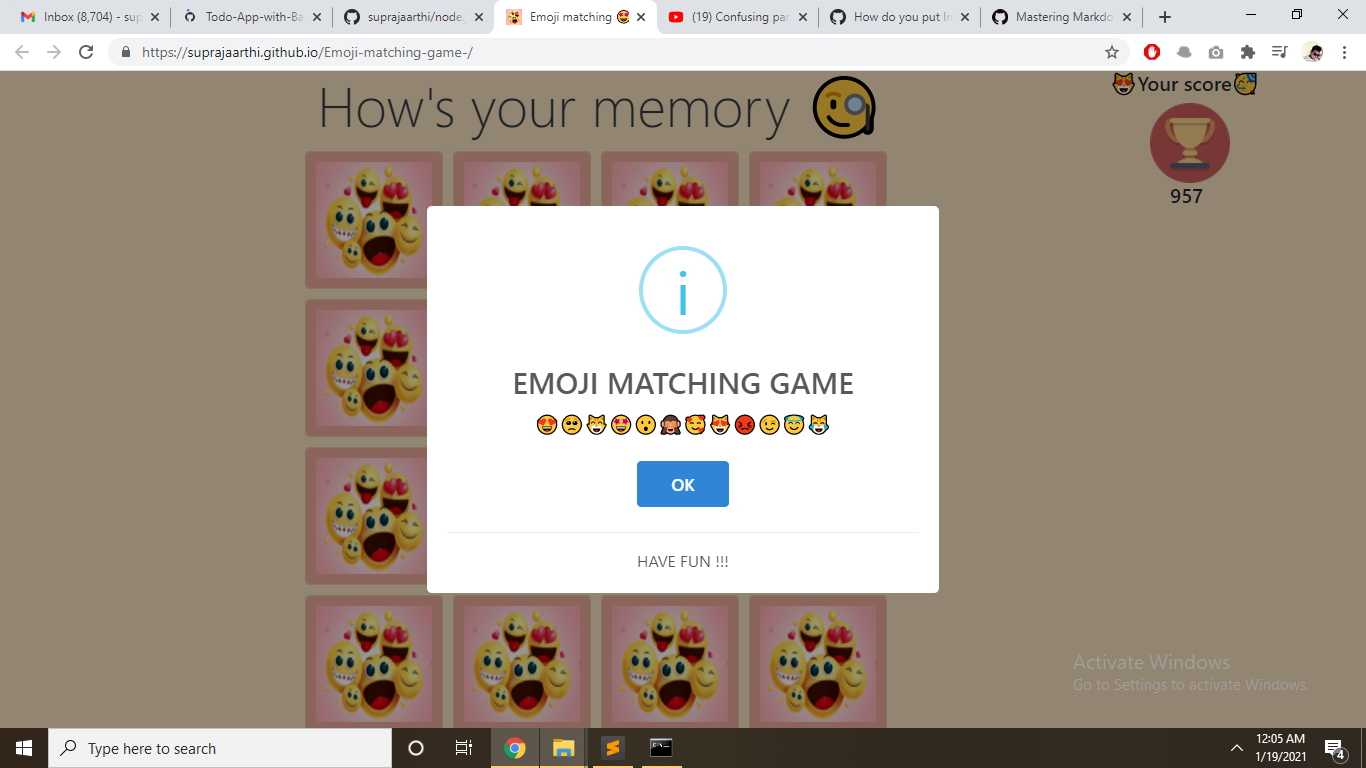 Inbox (8,704) - sup
Todo-App-with-Ba
suprajaarthi/node.
Emoji matching 🤩
(19) Confusing par
How do you put In
Mastering Markdo
https://suprajaarthi.github.io/Emoji-matching-game-/
How's your memory 🧐
😻Your score🥳
957
i
EMOJI MATCHING GAME
😍🥺😸🤩😮🙈🥰😻😡😉😇😹
OK
HAVE FUN !!!
Activate Windows
Go to Settings to activate Windows.
Type here to search
12:05 AM
1/19/2021
4